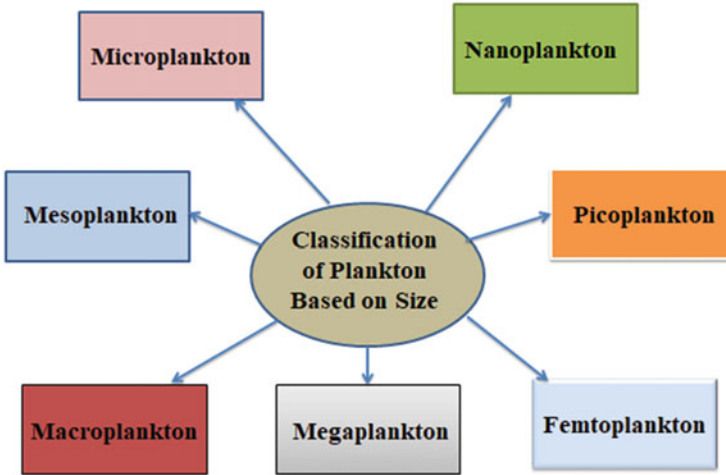 Microplankton
Nanoplankton
Mesoplankton
Picoplankton
Classification
of Plankton
Based on Size
Macroplankton
Megaplankton
Femtoplankton